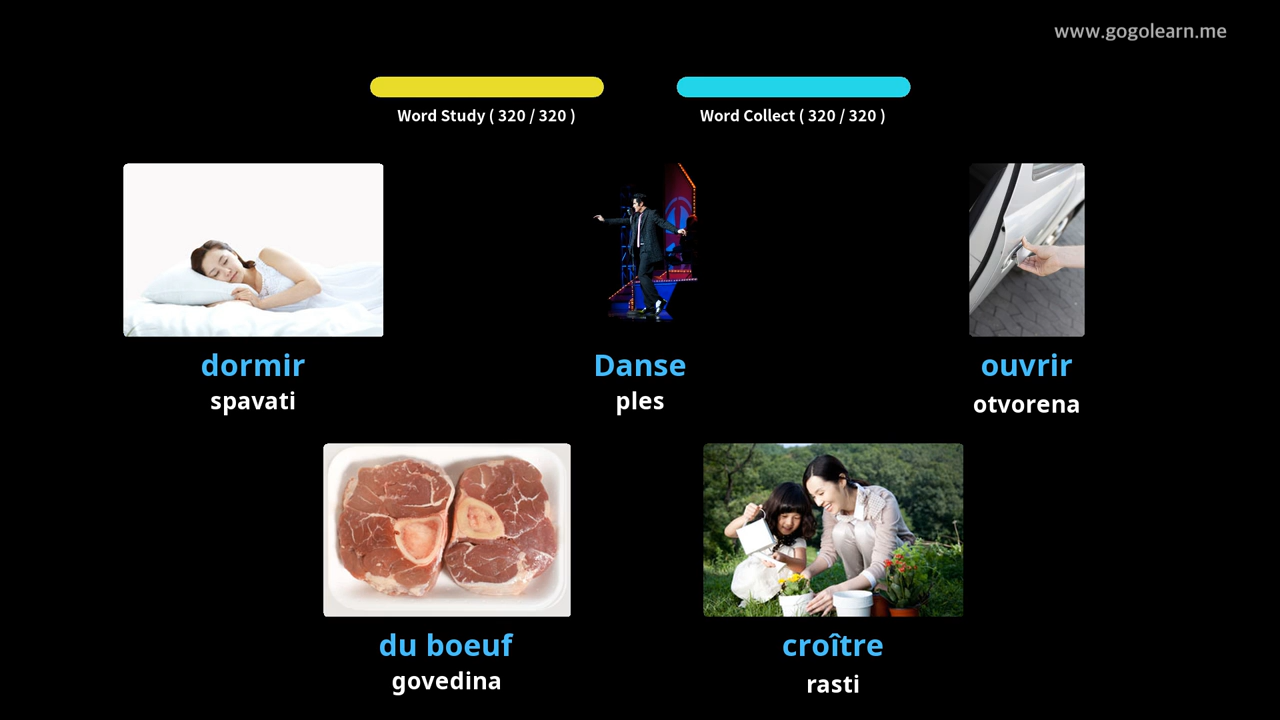 www.gogolearn.me
Word Study ( 320 / 320 )
Word Collect ( 320 / 320 )
dormir
spavati
Danse
ples
ouvrir
otvorena
du boeuf
govedina
croître
rasti